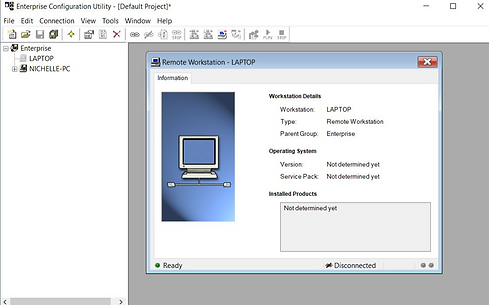 Enterprise Configuration Utility - [Default Project]*
File Edit Connection View Tools Window Help
PLAY STOP
Enterprise
LAPTOP
NICHELLE-PC
Remote Workstation - LAPTOP
Information
Workstation Details
Workstation: LAPTOP
Type: Remote Workstation
Parent Group: Enterprise
Operating System
Version: Not determined yet
Service Pack: Not determined yet
Installed Products
Not determined yet
Ready Disconnected